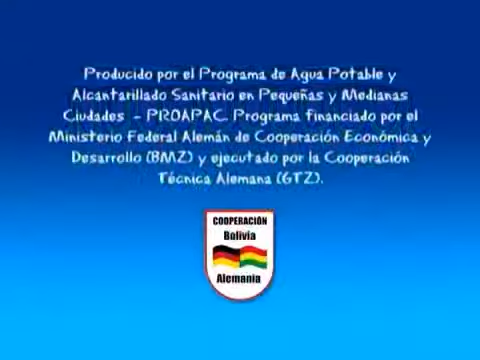 Producido por el Programa de Agua Potable y
Alcantarillado Sanitario en Pequeñas y Medianas
Ciudades - PROAPAC Programa financiado por el
Ministerio Federal Alemán de Cooperación Económica y
Desarrollo (BMZ) y ejecutado por la Cooperación
Técnica Alemana (GTZ).
COOPERACIÓN
Bolivia
Alemania